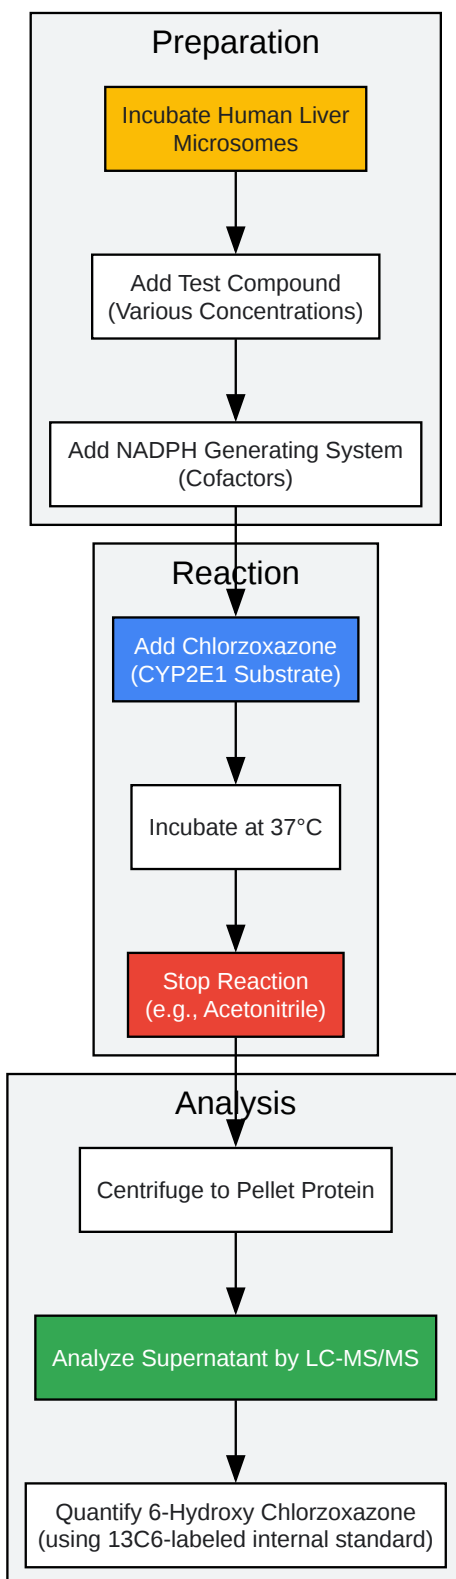 Preparation
Incubate Human Liver
Microsomes
Add Test Compound
(Various Concentrations)
Add NADPH Generating System
(Cofactors)
Reaction
Add Chlorzoxazone
(CYP2E1 Substrate)
Incubate at 37°C
Stop Reaction
(e.g., Acetonitrile)
Analysis
Centrifuge to Pellet Protein
Analyze Supernatant by LC-MS/MS
Quantify 6-Hydroxy Chlorzoxazone
(using 13C6-labeled internal standard)